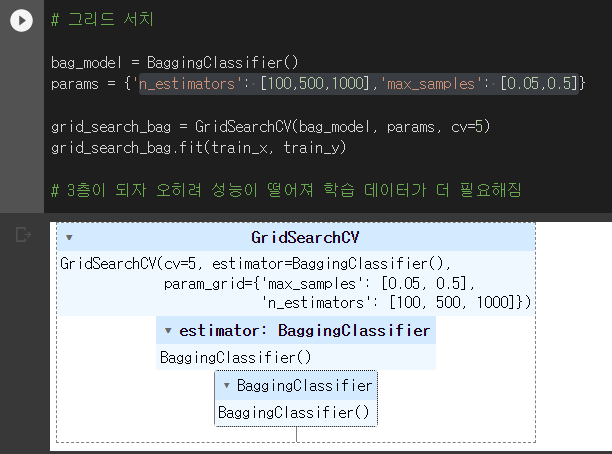 # 그리드 서치
bag_model = BaggingClassifier()
params = {'n_estimators': [100,500,1000],'max_samples': [0.05,0.5]}
grid_search_bag = GridSearchCV(bag_model, params, cv=5)
grid_search_bag.fit(train_x, train_y)
# 3층이 되자 오히려 성능이 떨어져 학습 데이터가 더 필요해짐
GridSearchCV
GridSearchCV(cv=5, estimator=BaggingClassifier(),
param_grid={'max_samples': [0.05, 0.5],
'n_estimators': [100, 500, 1000]})
estimator: BaggingClassifier
BaggingClassifier()
BaggingClassifier
BaggingClassifier()